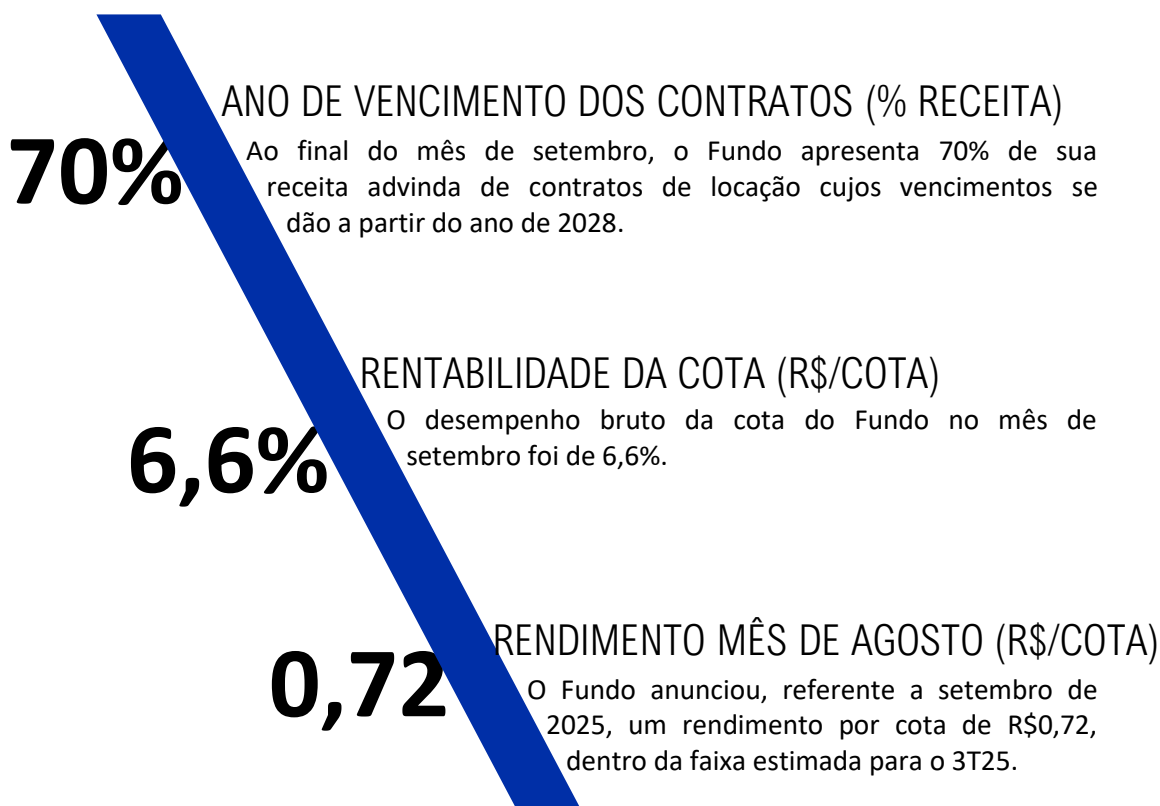 ANO DE VENCIMENTO DOS CONTRATOS (% RECEITA)
70%
Ao final do mês de setembro, o Fundo apresenta 70% de sua
receita advinda de contratos de locação cujos vencimentos se
dão a partir do ano de 2028.
RENTABILIDADE DA COTA (R$/COTA)
6,6%
O desempenho bruto da cota do Fundo no mês de
setembro foi de 6,6%.
RENDIMENTO MÊS DE AGOSTO (R$/COTA)
0,72
O Fundo anunciou, referente a setembro de
2025, um rendimento por cota de R$0,72,
dentro da faixa estimada para o 3T25.